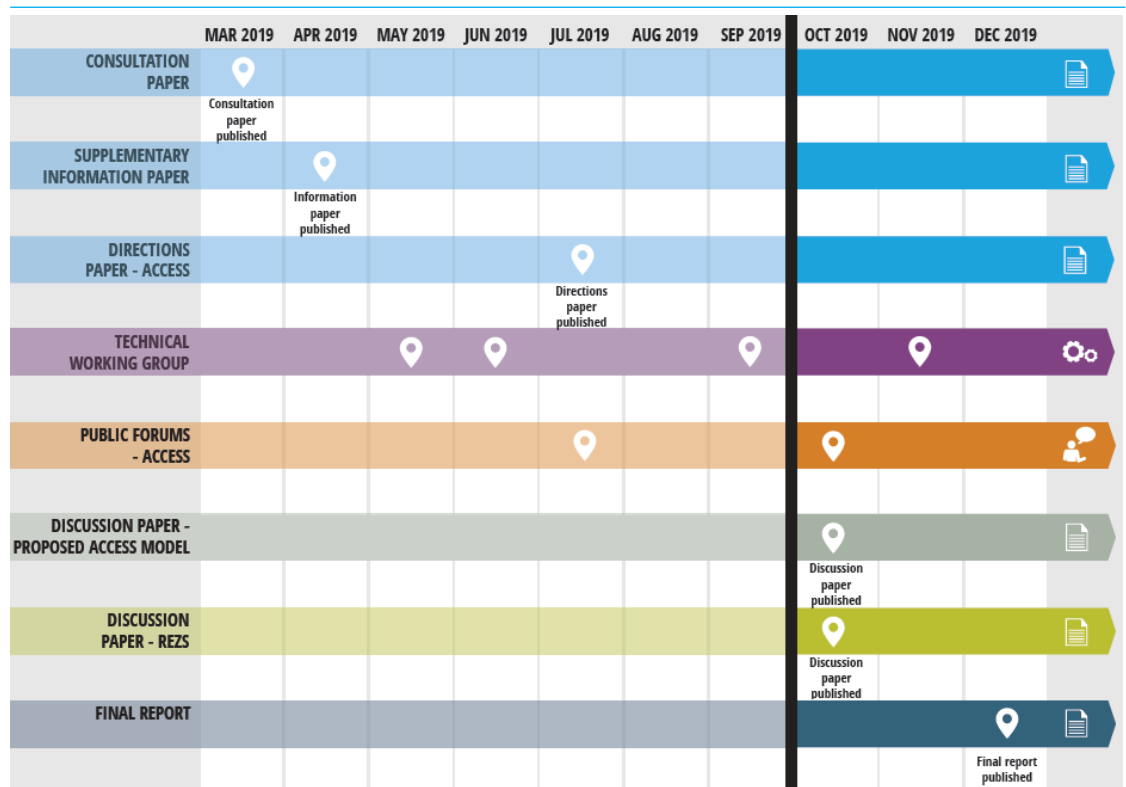 MAR 2019 APR 2019 MAY 2019 JUN 2019 JUL 2019 AUG 2019 SEP 2019 OCT 2019 NOV 2019 DEC 2019
CONSULTATION
PAPER
Consultation
paper
published
SUPPLEMENTARY
INFORMATION PAPER
Information
paper
published
DIRECTIONS
PAPER - ACCESS
Directions
paper
published
TECHNICAL
WORKING GROUP
PUBLIC FORUMS
- ACCESS
DISCUSSION PAPER -
PROPOSED ACCESS MODEL
Discussion
paper
published
DISCUSSION
PAPER - REZS
Discussion
paper
published
FINAL REPORT
Final report
published